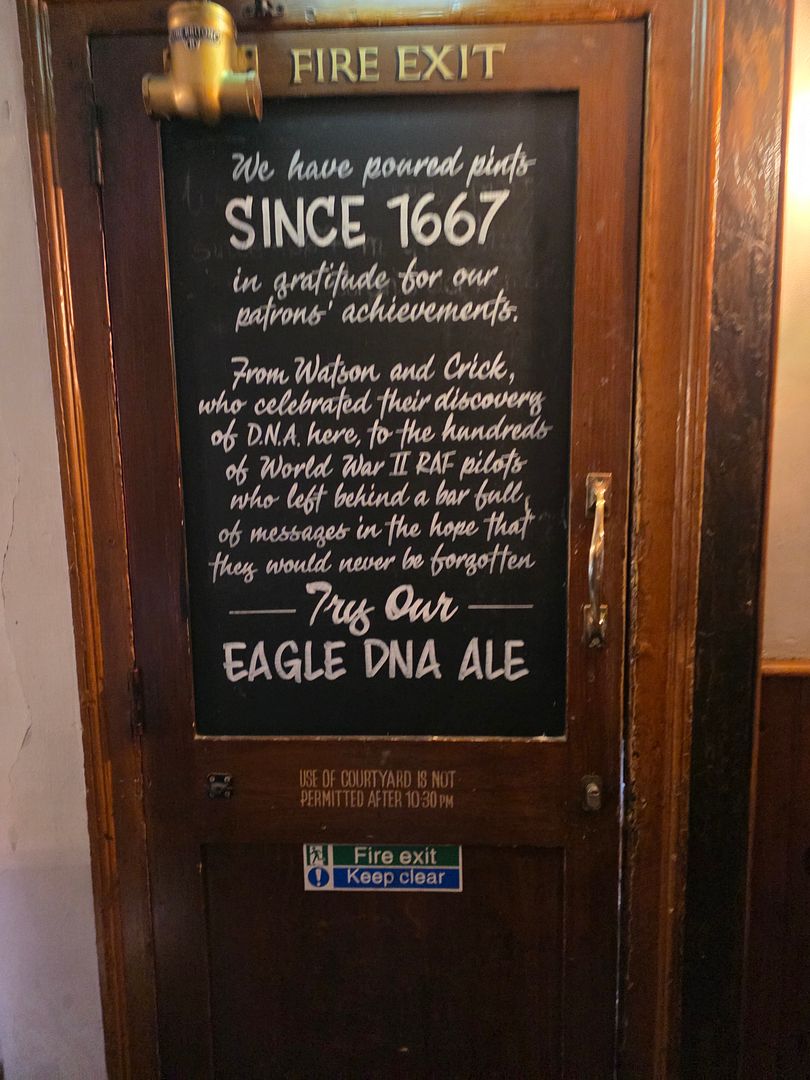 FIRE EXIT
We have poured pints
SINCE 1667
in gratitude for our
patrons' achievements.
From Watson and Crick,
who celebrated their discovery
of D.N.A. here, to the hundreds
of World War II RAF pilots
who left behind a bar full
of messages in the hope that
they would never be forgotten
Try Our
EAGLE DNA ALE
USE OF COURTYARD IS NOT
PERMITTED AFTER 10·30 PM
Fire exit
Keep clear